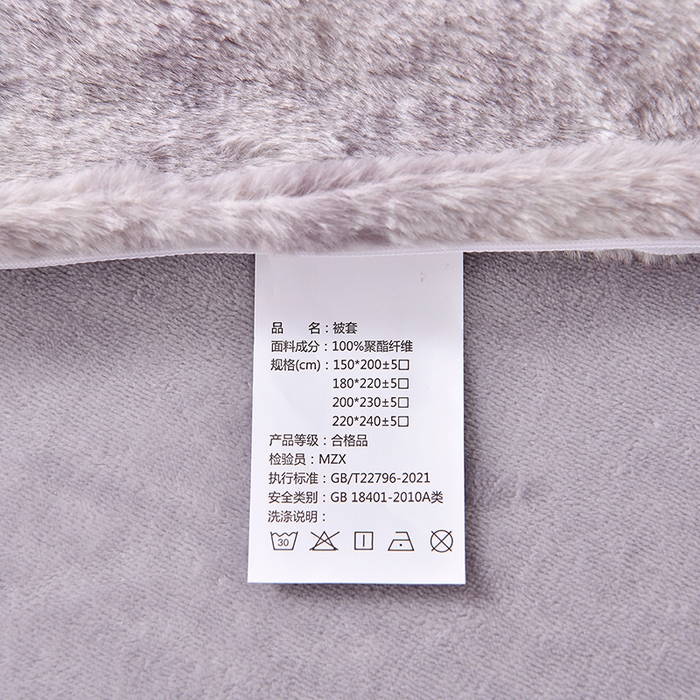 品　　名：被套
面料成分：100%聚酯纤维
规格(cm)：150*200±5□
180*220±5□
200*230±5□
220*240±5□
产品等级：合格品
检验员：MZX
执行标准：GB/T22796-2021
安全类别：GB 18401-2010A类
洗涤说明：
30